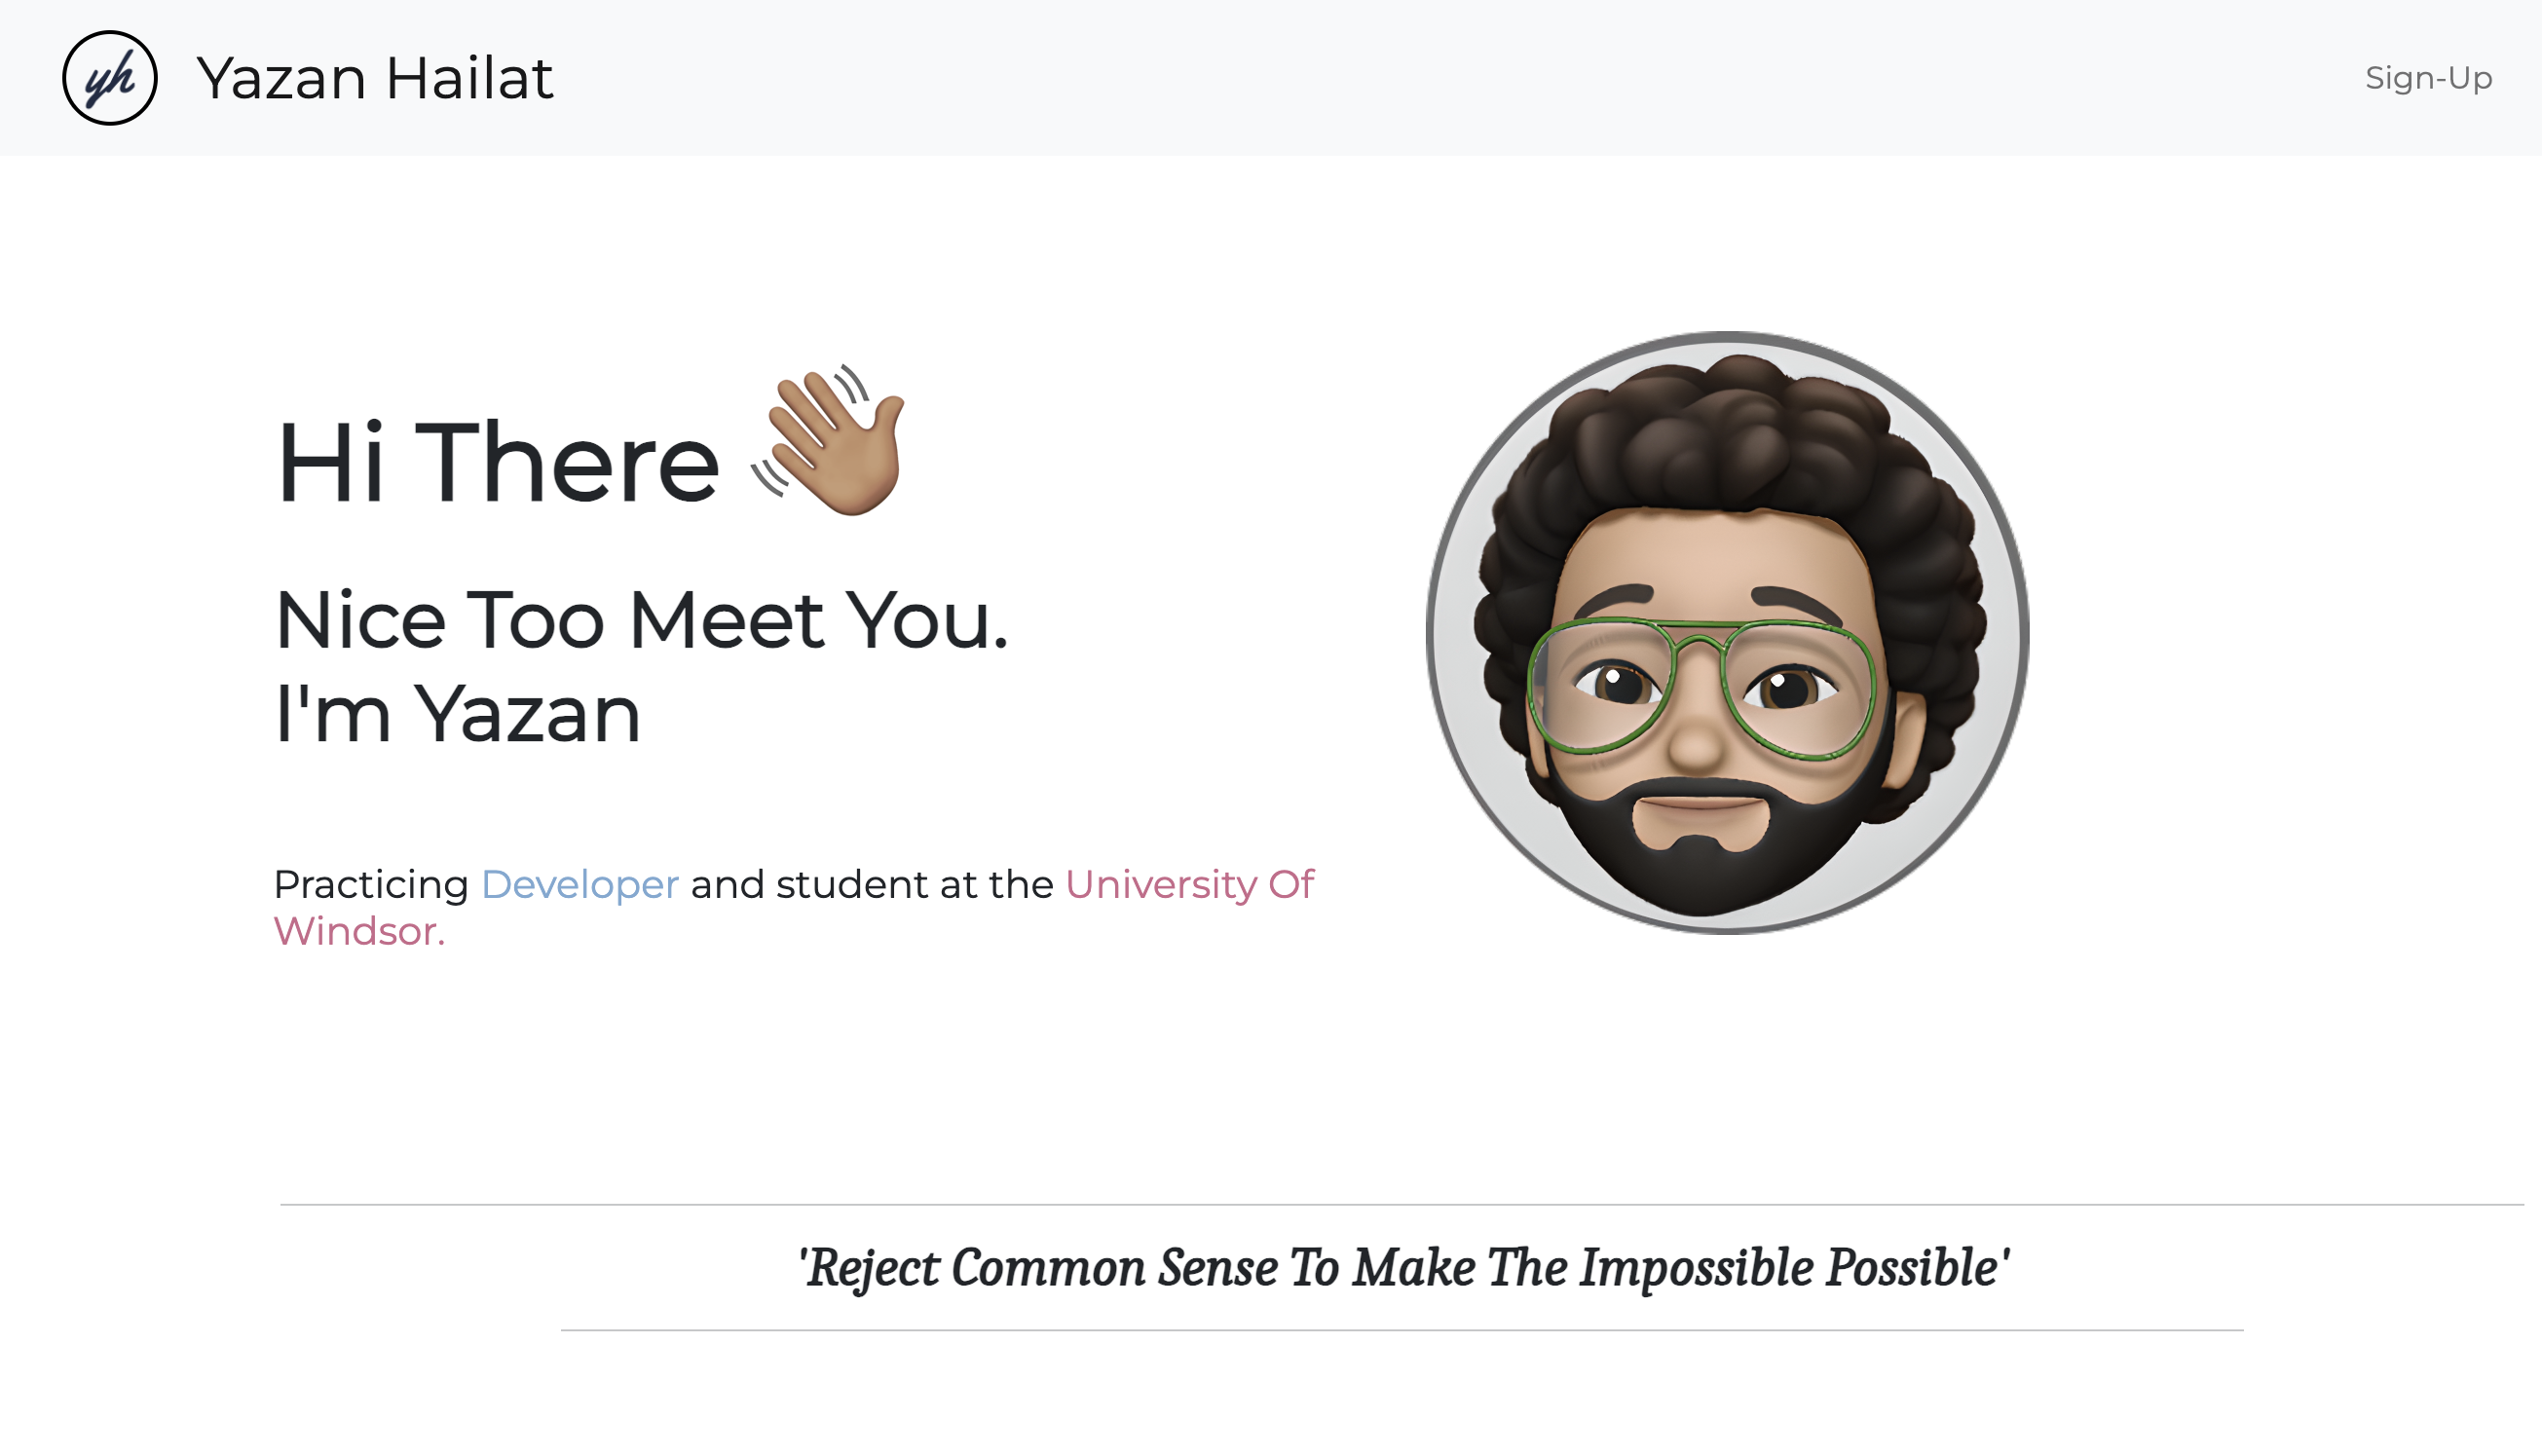 yh
Yazan Hailat
Sign-Up
Hi There 👋🏽
Nice Too Meet You.
I'm Yazan
Practicing Developer and student at the University Of
Windsor.
'Reject Common Sense To Make The Impossible Possible'